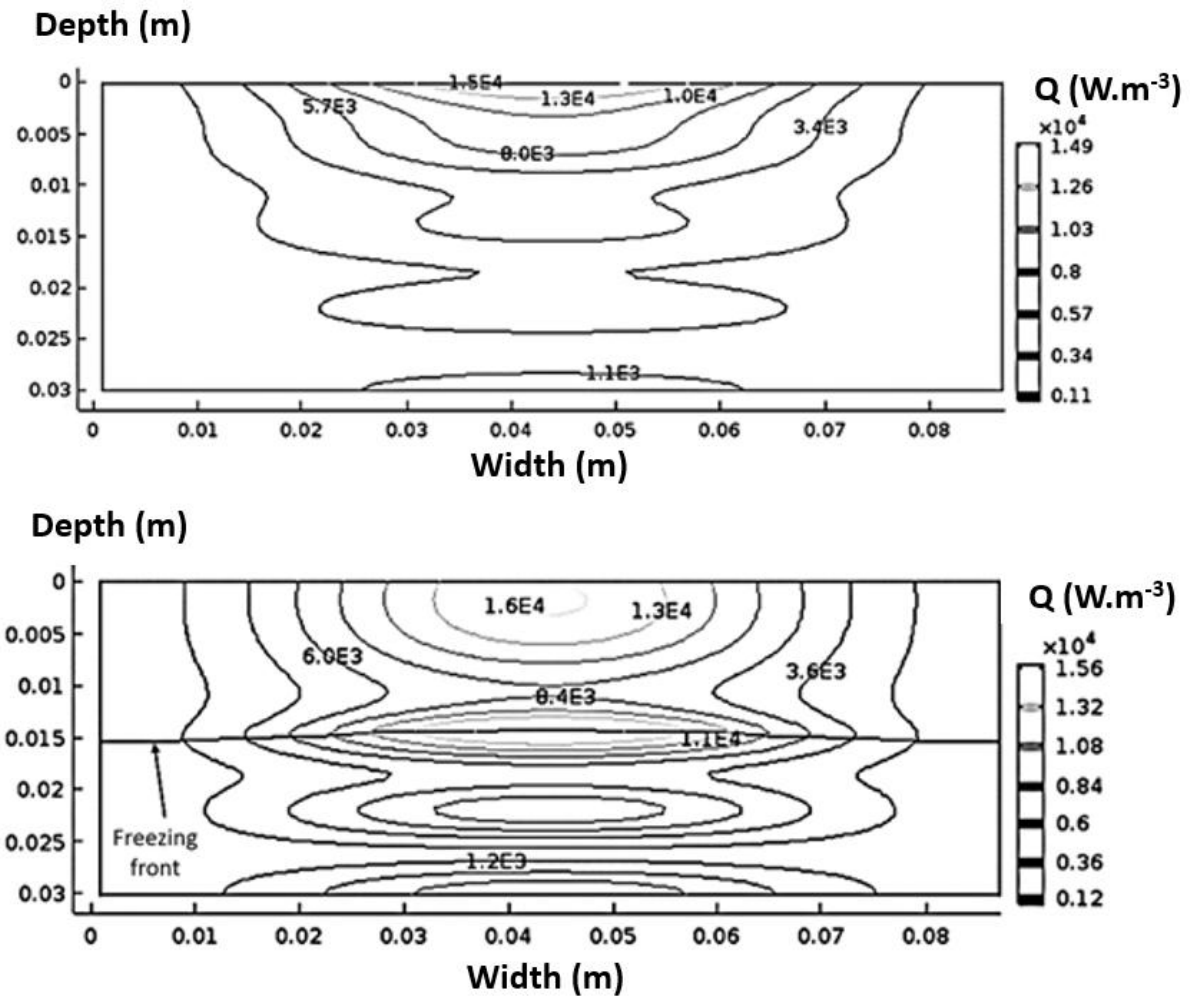 Depth (m)
1.5E4
0
1.3E4
1.0E4
5.7E3
3.4E3
0.005
8.0E3
0.01
0.015
0.02
0.025
1.1E3
0.03
0 0.01 0.02 0.03 0.04 0.05 0.06 0.07 0.08
Width (m)
Q (W.m-3)
×10⁴
1.49
1.26
1.03
0.8
0.57
0.34
0.11
Depth (m)
0
1.6E4
1.3E4
0.005
6.0E3
3.6E3
0.01
8.4E3
0.015
1.1E4
0.02
Freezing
front
0.025
1.2E3
0.03
0 0.01 0.02 0.03 0.04 0.05 0.06 0.07 0.08
Width (m)
Q (W.m-3)
×10⁴
1.56
1.32
1.08
0.84
0.6
0.36
0.12